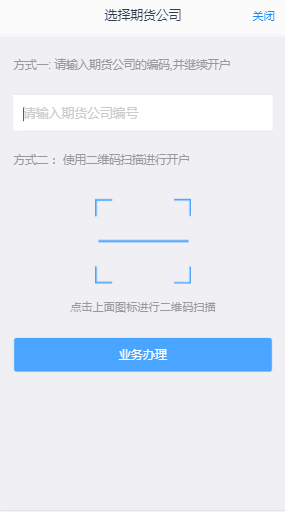 选择期货公司
关闭
方式一: 请输入期货公司的编码,并继续开户
请输入期货公司编号
方式二： 使用二维码扫描进行开户
点击上面图标进行二维码扫描
业务办理